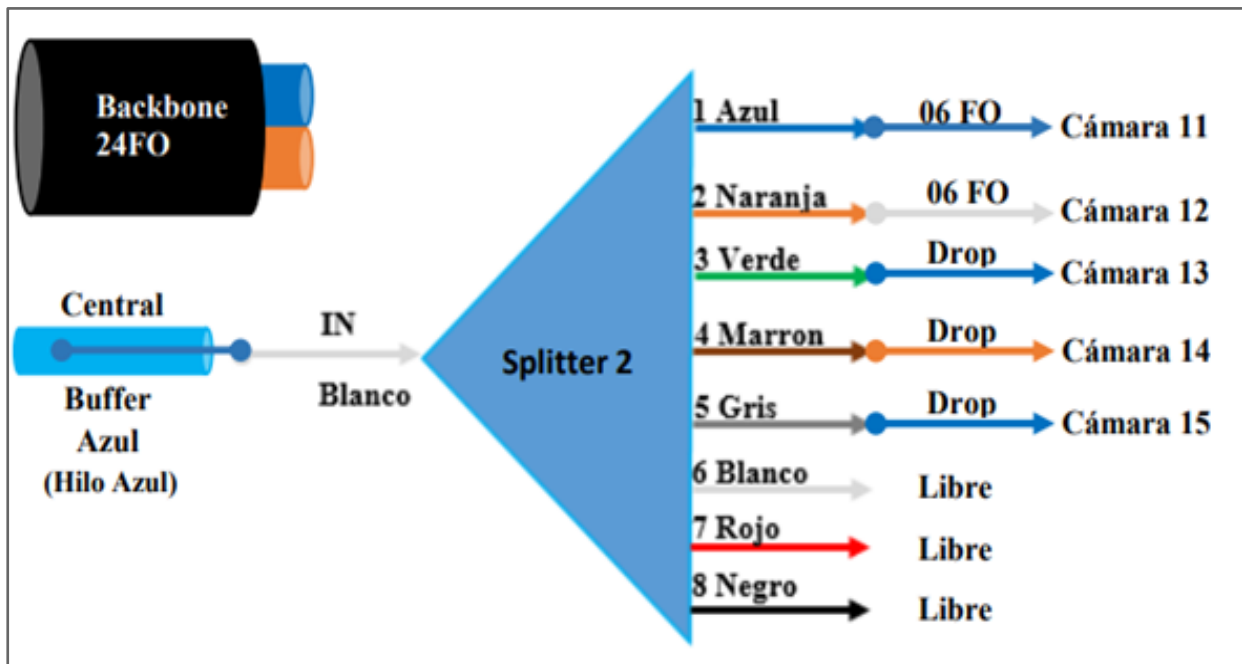 Backbone
24FO
Central
Buffer
Azul
(Hilo Azul)
IN
Blanco
Splitter 2
1 Azul
06 FO
Cámara 11
2 Naranja
06 FO
Cámara 12
3 Verde
Drop
Cámara 13
4 Marron
Drop
Cámara 14
5 Gris
Drop
Cámara 15
6 Blanco
Libre
7 Rojo
Libre
8 Negro
Libre